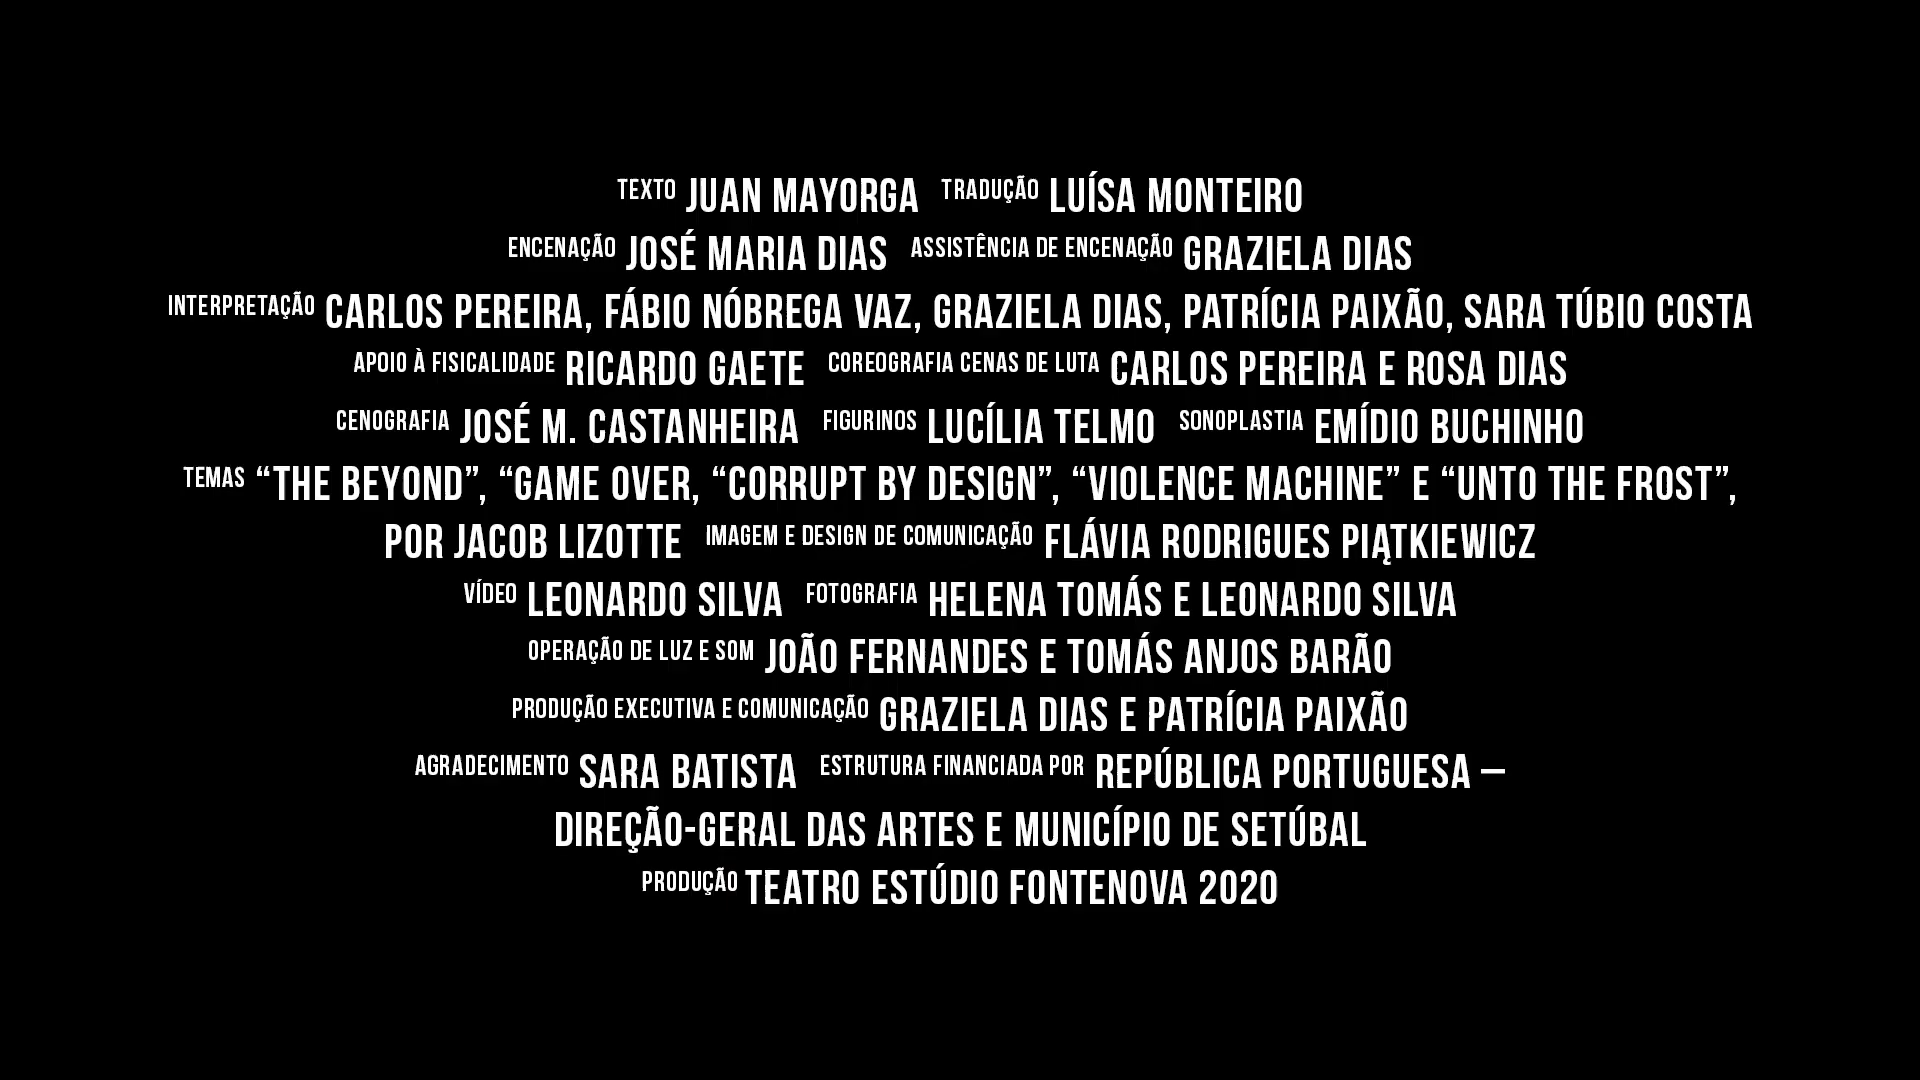 TEXTO JUAN MAYORGA TRADUÇÃO LUÍSA MONTEIRO
ENCENAÇÃO JOSÉ MARIA DIAS ASSISTÊNCIA DE ENCENAÇÃO GRAZIELA DIAS
INTERPRETAÇÃO CARLOS PEREIRA, FÁBIO NÓBREGA VAZ, GRAZIELA DIAS, PATRÍCIA PAIXÃO, SARA TÚBIO COSTA
APOIO À FISICALIDADE RICARDO GAETE COREOGRAFIA CENAS DE LUTA CARLOS PEREIRA E ROSA DIAS
CENOGRAFIA JOSÉ M. CASTANHEIRA FIGURINOS LUCÍLIA TELMO SONOPLASTIA EMÍDIO BUCHINHO
TEMAS “THE BEYOND”, “GAME OVER, “CORRUPT BY DESIGN”, “VIOLENCE MACHINE” E “UNTO THE FROST”,
POR JACOB LIZOTTE IMAGEM E DESIGN DE COMUNICAÇÃO FLÁVIA RODRIGUES PIĄTKIEWICZ
VÍDEO LEONARDO SILVA FOTOGRAFIA HELENA TOMÁS E LEONARDO SILVA
OPERAÇÃO DE LUZ E SOM JOÃO FERNANDES E TOMÁS ANJOS BARÃO
PRODUÇÃO EXECUTIVA E COMUNICAÇÃO GRAZIELA DIAS E PATRÍCIA PAIXÃO
AGRADECIMENTO SARA BATISTA ESTRUTURA FINANCIADA POR REPÚBLICA PORTUGUESA –
DIREÇÃO-GERAL DAS ARTES E MUNICÍPIO DE SETÚBAL
PRODUÇÃO TEATRO ESTÚDIO FONTENOVA 2020